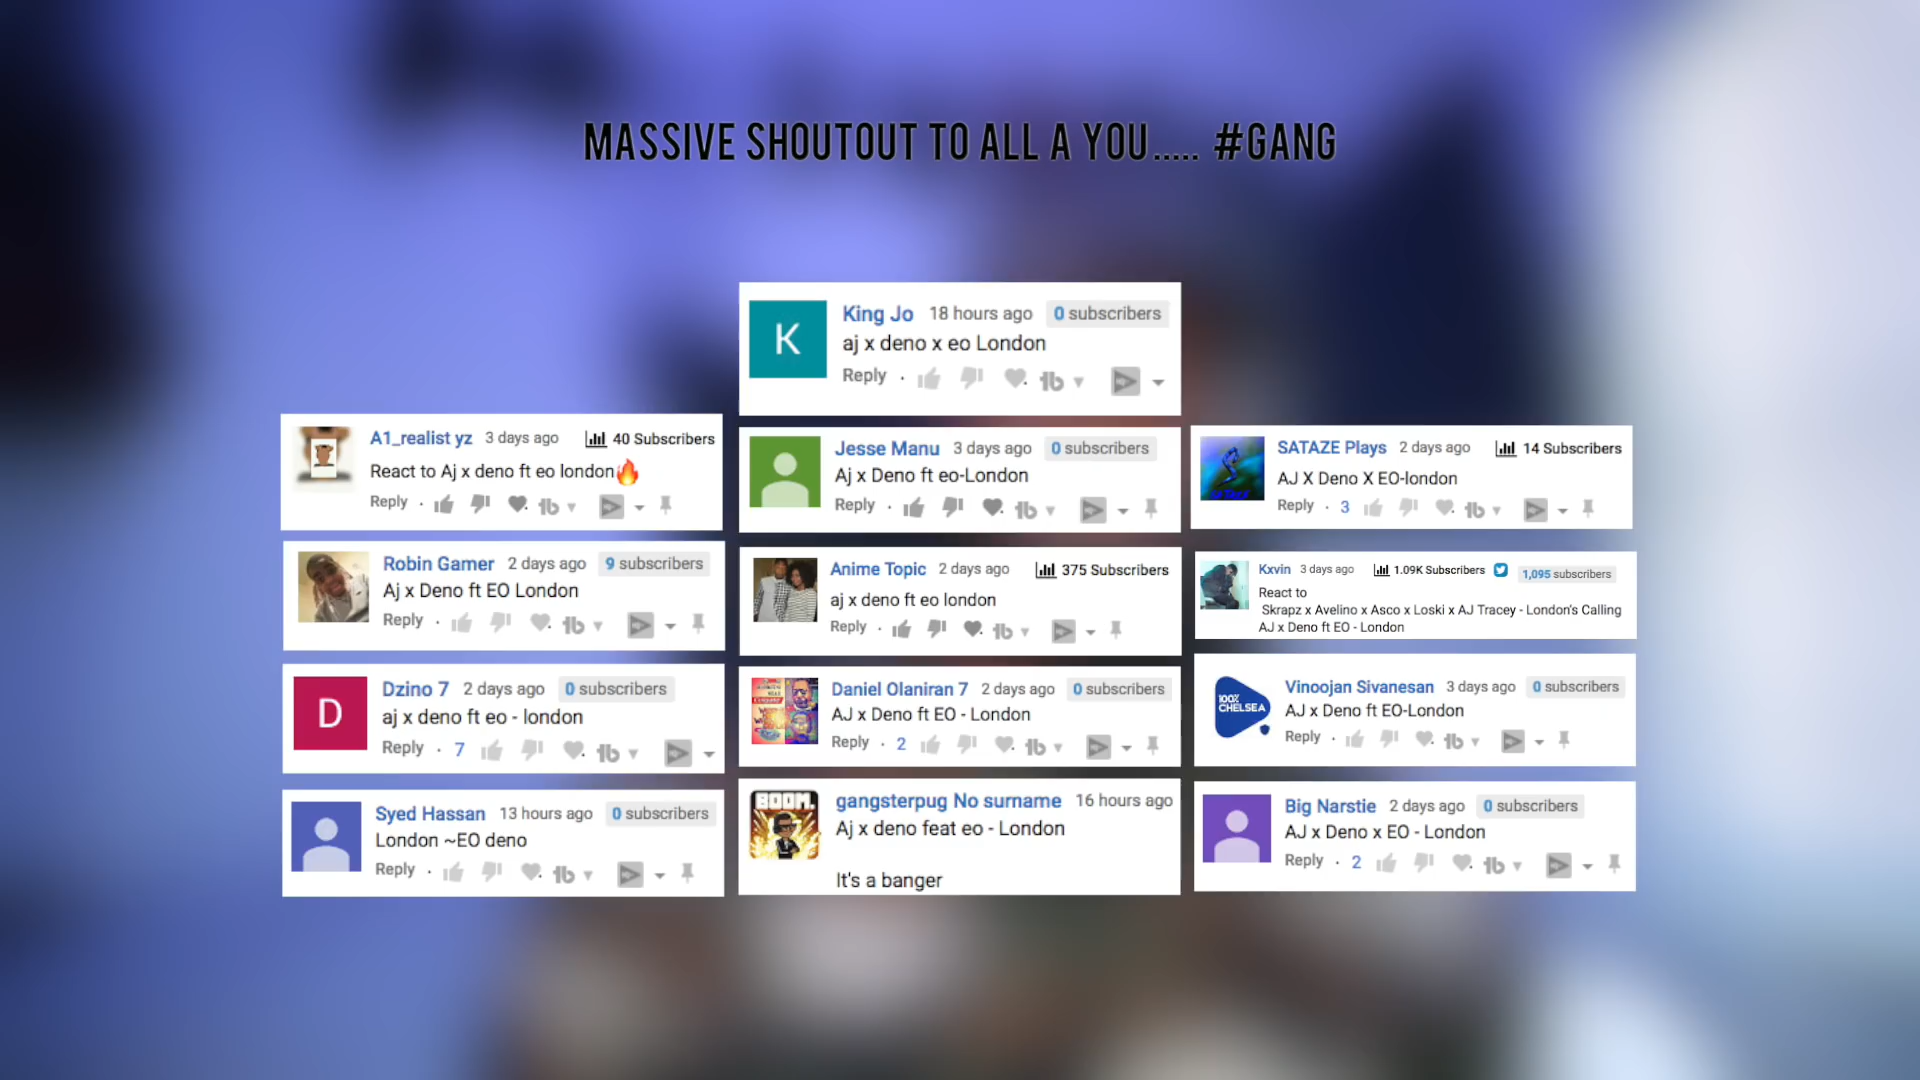 MASSIVE SHOUTOUT TO ALL A YOU..... #GANG
K
King Jo 18 hours ago 0 subscribers
aj x deno x eo London
Reply
A1_realist yz 3 days ago 40 Subscribers
React to Aj x deno ft eo london🔥
Reply
Robin Gamer 2 days ago 9 subscribers
Aj x Deno ft EO London
Reply
D
Dzino 7 2 days ago 0 subscribers
aj x deno ft eo - london
Reply · 7
Syed Hassan 13 hours ago 0 subscribers
London ~EO deno
Reply
Jesse Manu 3 days ago 0 subscribers
Aj x Deno ft eo-London
Reply
Anime Topic 2 days ago 375 Subscribers
aj x deno ft eo london
Reply
Daniel Olaniran 7 2 days ago 0 subscribers
AJ x Deno ft EO - London
Reply · 2
BOOM.
gangsterpug No surname 16 hours ago
Aj x deno feat eo - London
It's a banger
SATAZE Plays 2 days ago 14 Subscribers
AJ X Deno X EO-london
Reply · 3
Kxvin 3 days ago 1.09K Subscribers 1,095 subscribers
React to
Skrapz x Avelino x Asco x Loski x AJ Tracey - London's Calling
AJ x Deno ft EO - London
100%
CHELSEA
Vinoojan Sivanesan 3 days ago 0 subscribers
AJ x Deno ft EO-London
Reply
Big Narstie 2 days ago 0 subscribers
AJ x Deno x EO - London
Reply · 2